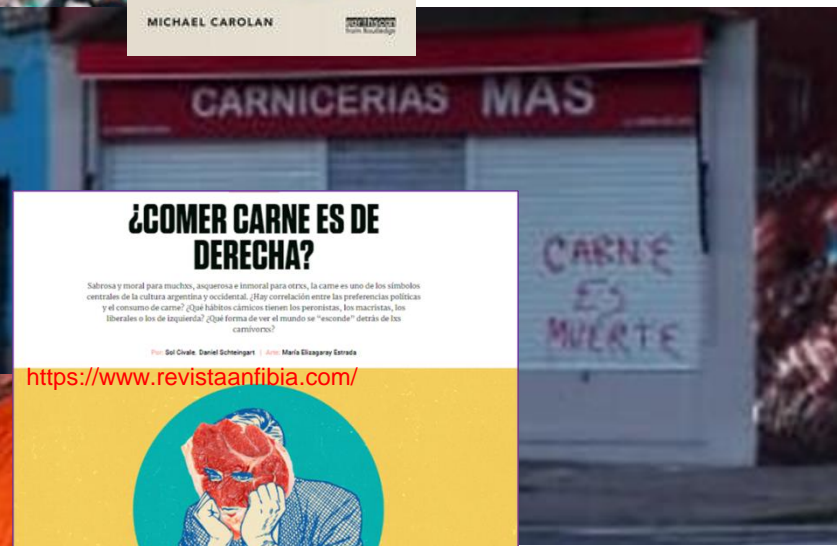 MICHAEL CAROLAN
earthscan
from Routledge
CARNICERIAS MAS
¿COMER CARNE ES DE
DERECHA?
Sabrosa y moral para muchxs, asquerosa e inmoral para otrxs, la carne es uno de los símbolos
centrales de la cultura argentina y occidental. ¿Hay correlación entre las preferencias políticas
y el consumo de carne? ¿Qué hábitos cárnicos tienen los peronistas, los macristas, los
liberales o los de izquierda? ¿Qué forma de ver el mundo se “esconde” detrás de lxs
carnívorxs?
Por: Sol Civale Daniel Schteingart | Arte: María Elizagaray Estrada
https://www.revistaanfibia.com/
CARNE
ES
MUERTE